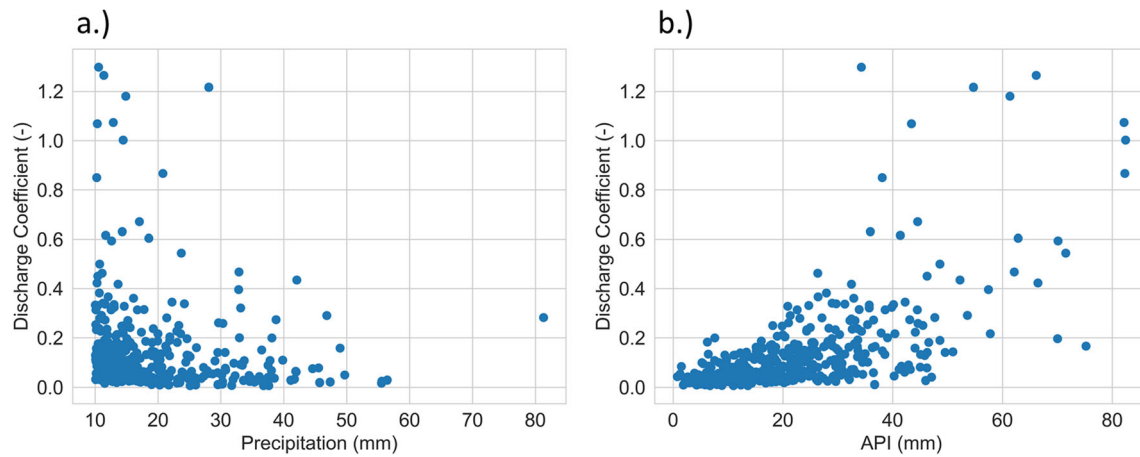 a.)
Discharge Coefficient (-)
1.2
1.0
0.8
0.6
0.4
0.2
0.0
10 20 30 40 50 60 70 80
Precipitation (mm)
b.)
Discharge Coefficient (-)
1.2
1.0
0.8
0.6
0.4
0.2
0.0
0 20 40 60 80
API (mm)